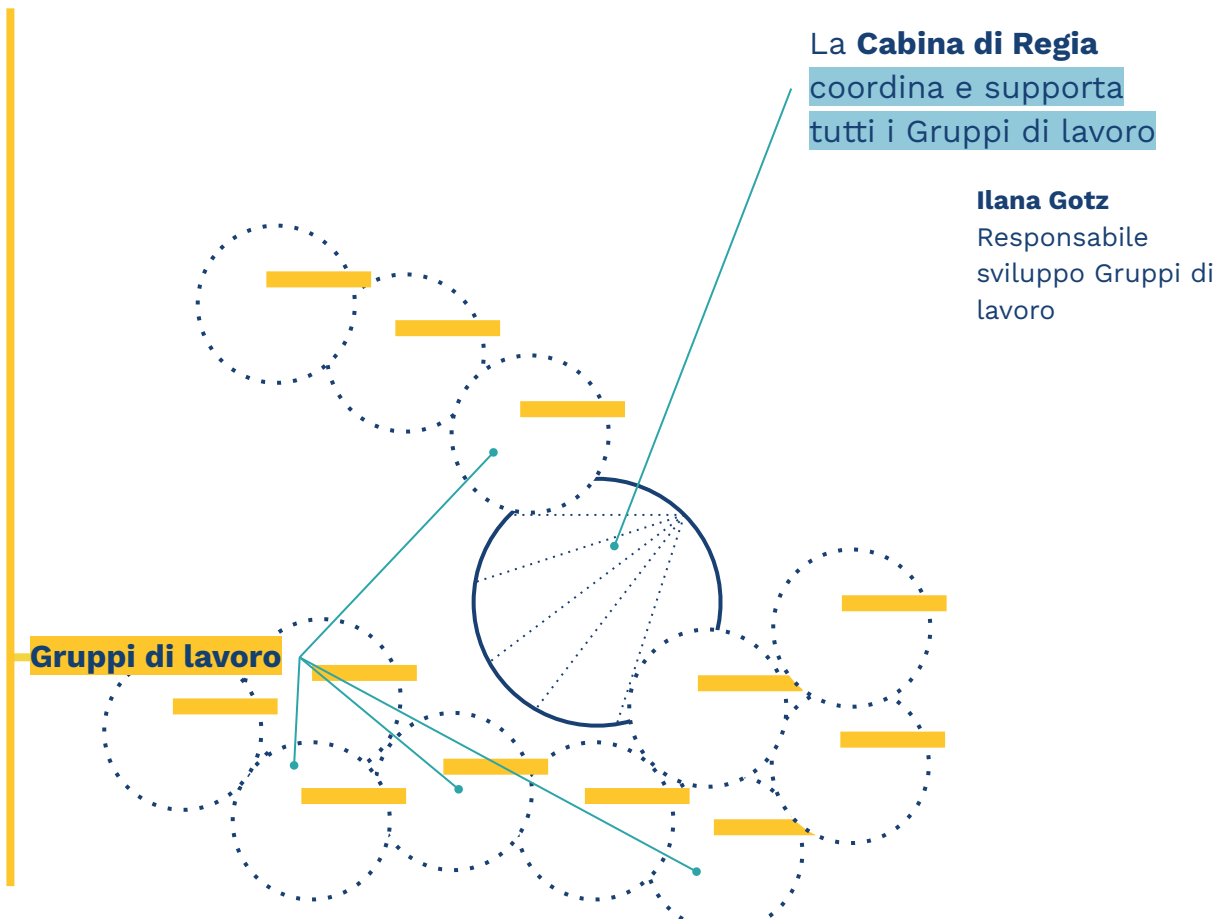 La Cabina di Regia
coordina e supporta
tutti i Gruppi di lavoro
Ilana Gotz
Responsabile
sviluppo Gruppi di
lavoro
Gruppi di lavoro